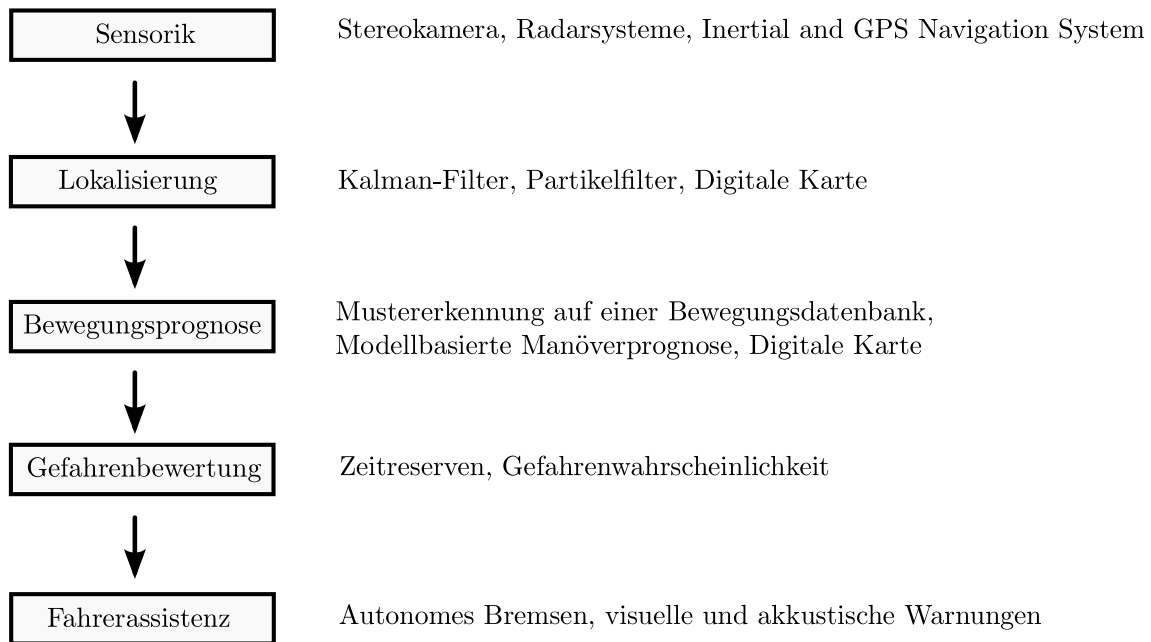 Sensorik
Stereokamera, Radarsysteme, Inertial and GPS Navigation System
Lokalisierung
Kalman-Filter, Partikelfilter, Digitale Karte
Bewegungsprognose
Mustererkennung auf einer Bewegungsdatenbank,
Modellbasierte Manöverprognose, Digitale Karte
Gefahrenbewertung
Zeitreserven, Gefahrenwahrscheinlichkeit
Fahrerassistenz
Autonomes Bremsen, visuelle und akkustische Warnungen